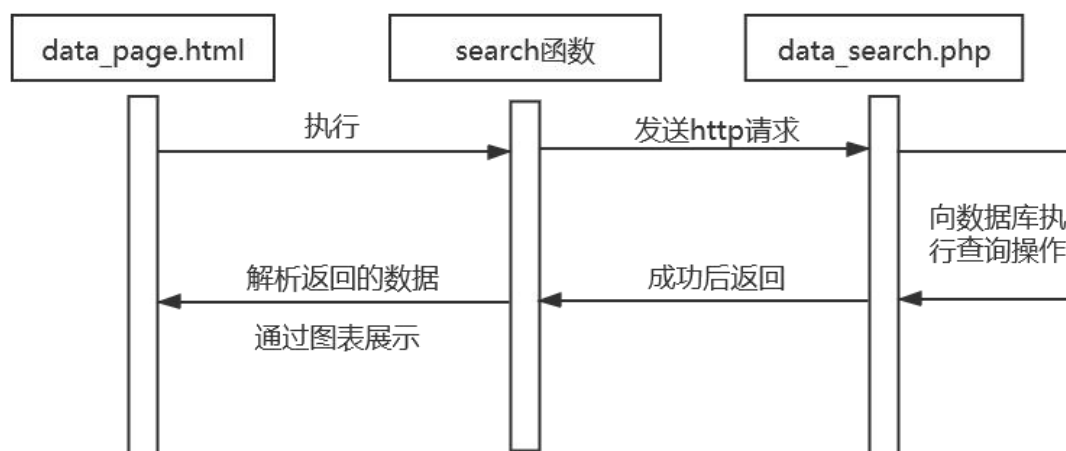 data_page.html
search函数
data_search.php
执行
发送http请求
向数据库执
行查询操作
解析返回的数据
成功后返回
通过图表展示